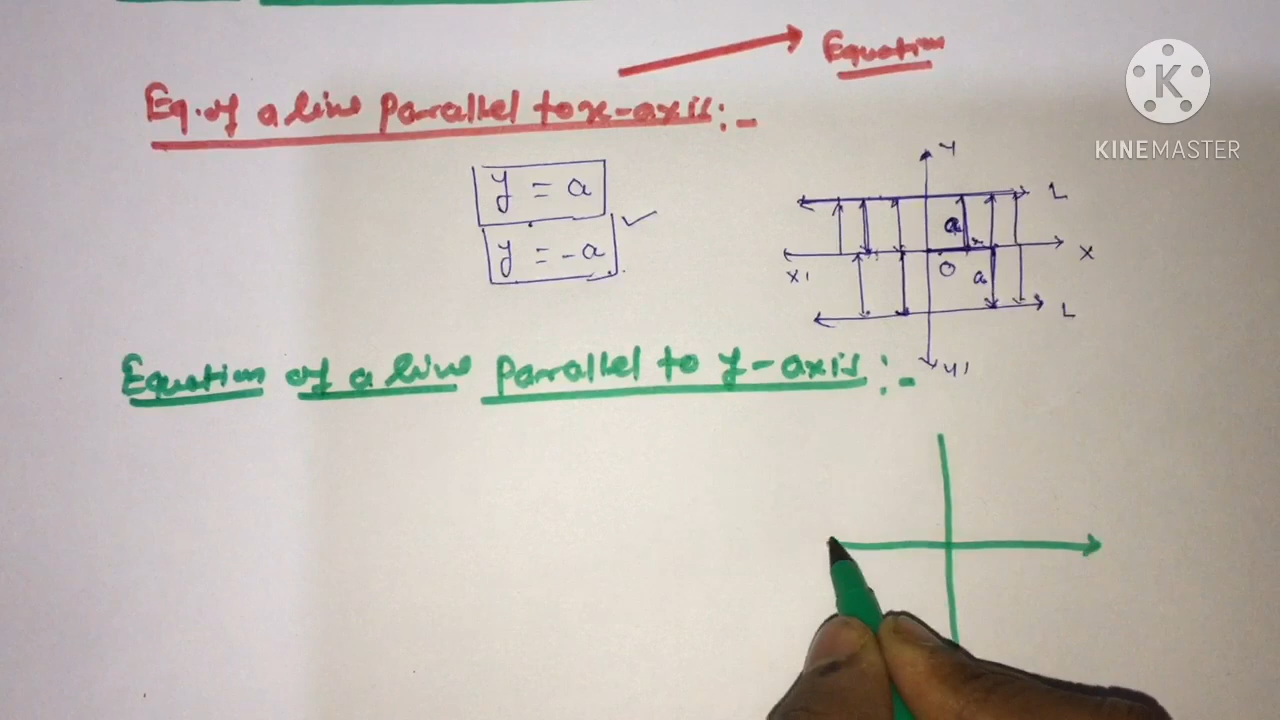 Equation
Eq. of a line Parallel to x-axis:-
K
KINEMASTER
y = a
y = -a
Y
L
a
X'
O
a
X
L
Y'
Equation of a line Parallel to y-axis:-